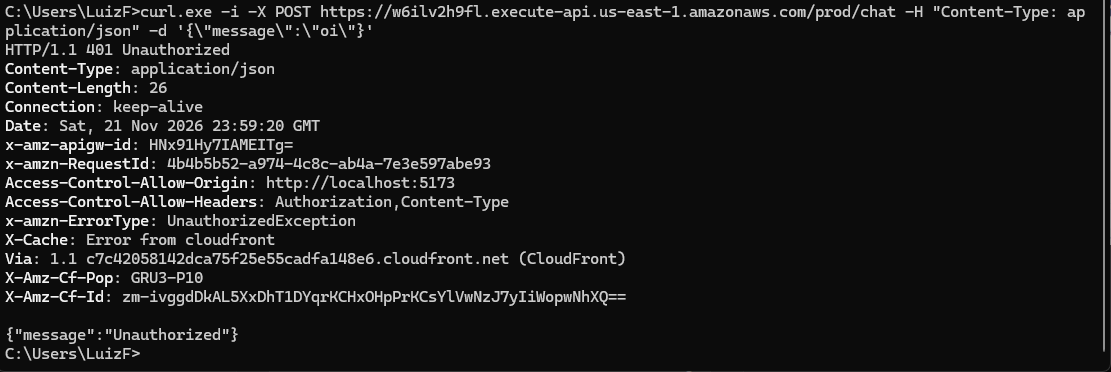 C:\Users\LuizF>curl.exe -i -X POST https://w6ilv2h9fl.execute-api.us-east-1.amazonaws.com/prod/chat -H "Content-Type: ap
plication/json" -d '{\"message\":\"oi\"}'
HTTP/1.1 401 Unauthorized
Content-Type: application/json
Content-Length: 26
Connection: keep-alive
Date: Sat, 21 Nov 2026 23:59:20 GMT
x-amz-apigw-id: HNx91Hy7IAMEITg=
x-amzn-RequestId: 4b4b5b52-a974-4c8c-ab4a-7e3e597abe93
Access-Control-Allow-Origin: http://localhost:5173
Access-Control-Allow-Headers: Authorization,Content-Type
x-amzn-ErrorType: UnauthorizedException
X-Cache: Error from cloudfront
Via: 1.1 c7c42058142dca75f25e55cadfa148e6.cloudfront.net (CloudFront)
X-Amz-Cf-Pop: GRU3-P10
X-Amz-Cf-Id: zm-ivggdDkAL5XxDhT1DYqrKCHxOHpPrKCsYlVwNzJ7yIiWopwNhXQ==

{"message":"Unauthorized"}
C:\Users\LuizF>